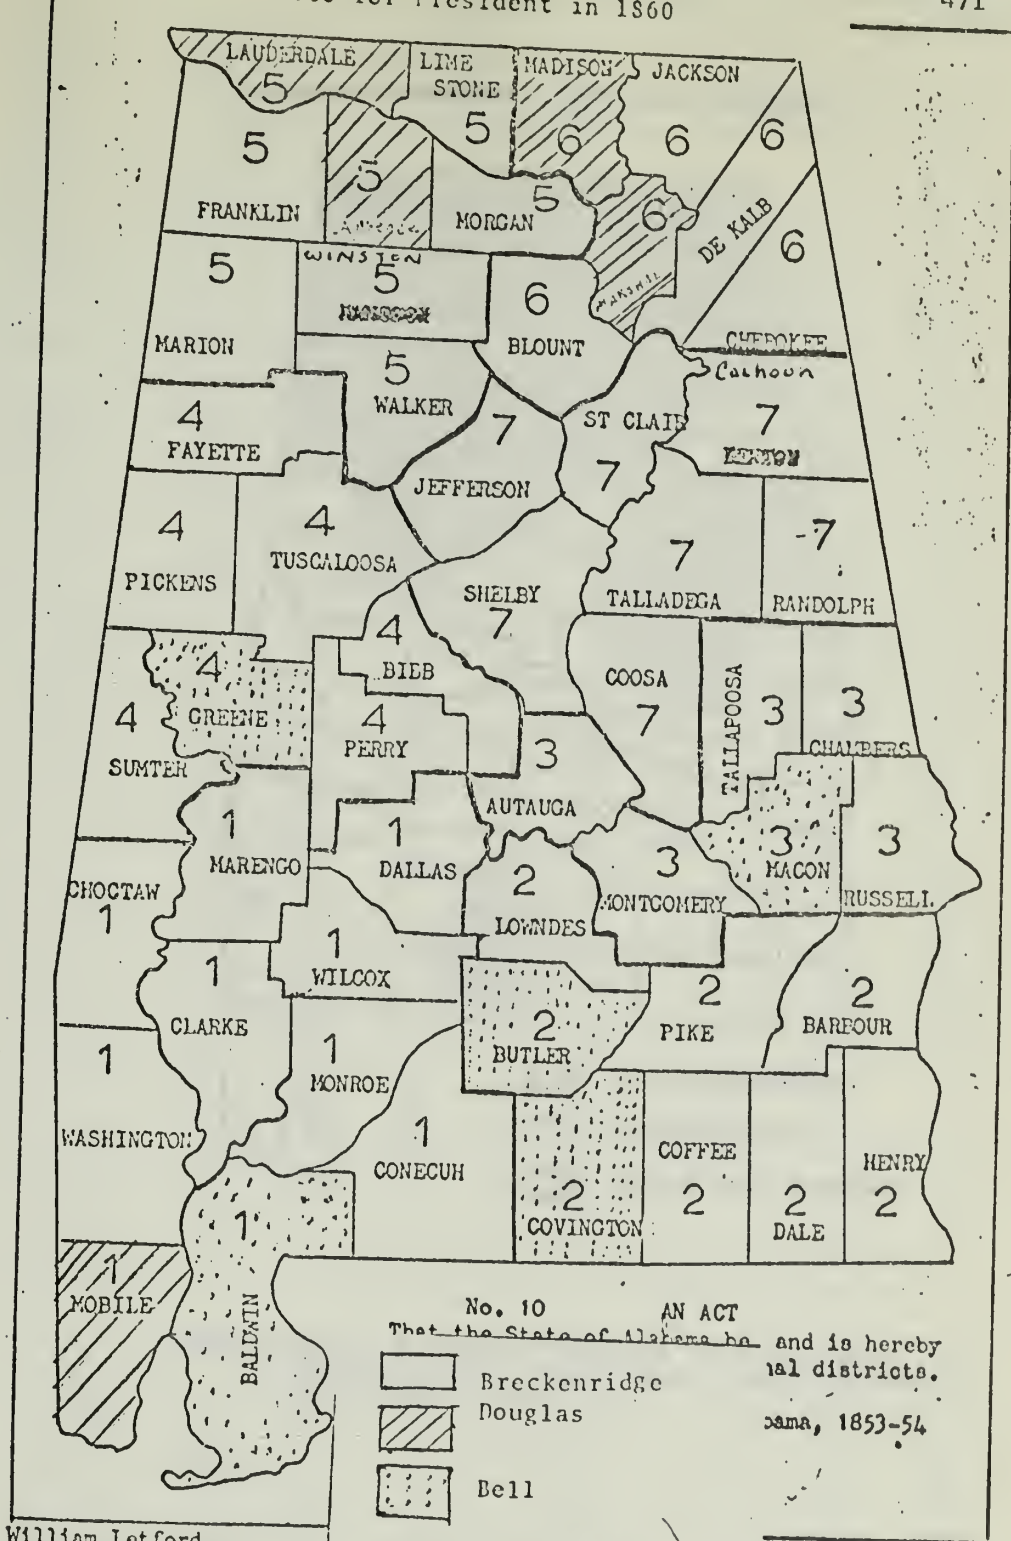 for President in 1860
471
LAUDERDALE
5
LIME
STONE
5
MADISON
6
JACKSON
6
6
5
FRANKLIN
5
MORGAN
5
6
MARSHALL
DE KALB
6
5
MARION
WINSTON
5
6
BLOUNT
CHEROKEE
Calhoun
5
WALKER
4
FAYETTE
7
JEFFERSON
ST CLAIR
7
7
BENTON
4
PICKENS
4
TUSCALOOSA
SHELBY
7
7
TALLADEGA
-7
RANDOLPH
4
BIBB
4
GREENE
4
SUMTER
4
PERRY
COOSA
7
TALLAPOOSA
3
3
CHAMBERS
3
AUTAUGA
1
MARENGO
1
DALLAS
2
LOWNDES
3
MONTGOMERY
3
MACON
3
RUSSELL
CHOCTAW
1
1
WILCOX
1
CLARKE
2
BUTLER
2
PIKE
2
BARBOUR
1
WASHINGTON
1
MONROE
1
CONECUH
2
COVINGTON
COFFEE
2
2
DALE
HENRY
2
1
MOBILE
1
BALDWIN
No. 10 AN ACT
That the State of Alabama be and is hereby
districts.
Breckenridge
Douglas
1853-54
Bell
William Letford